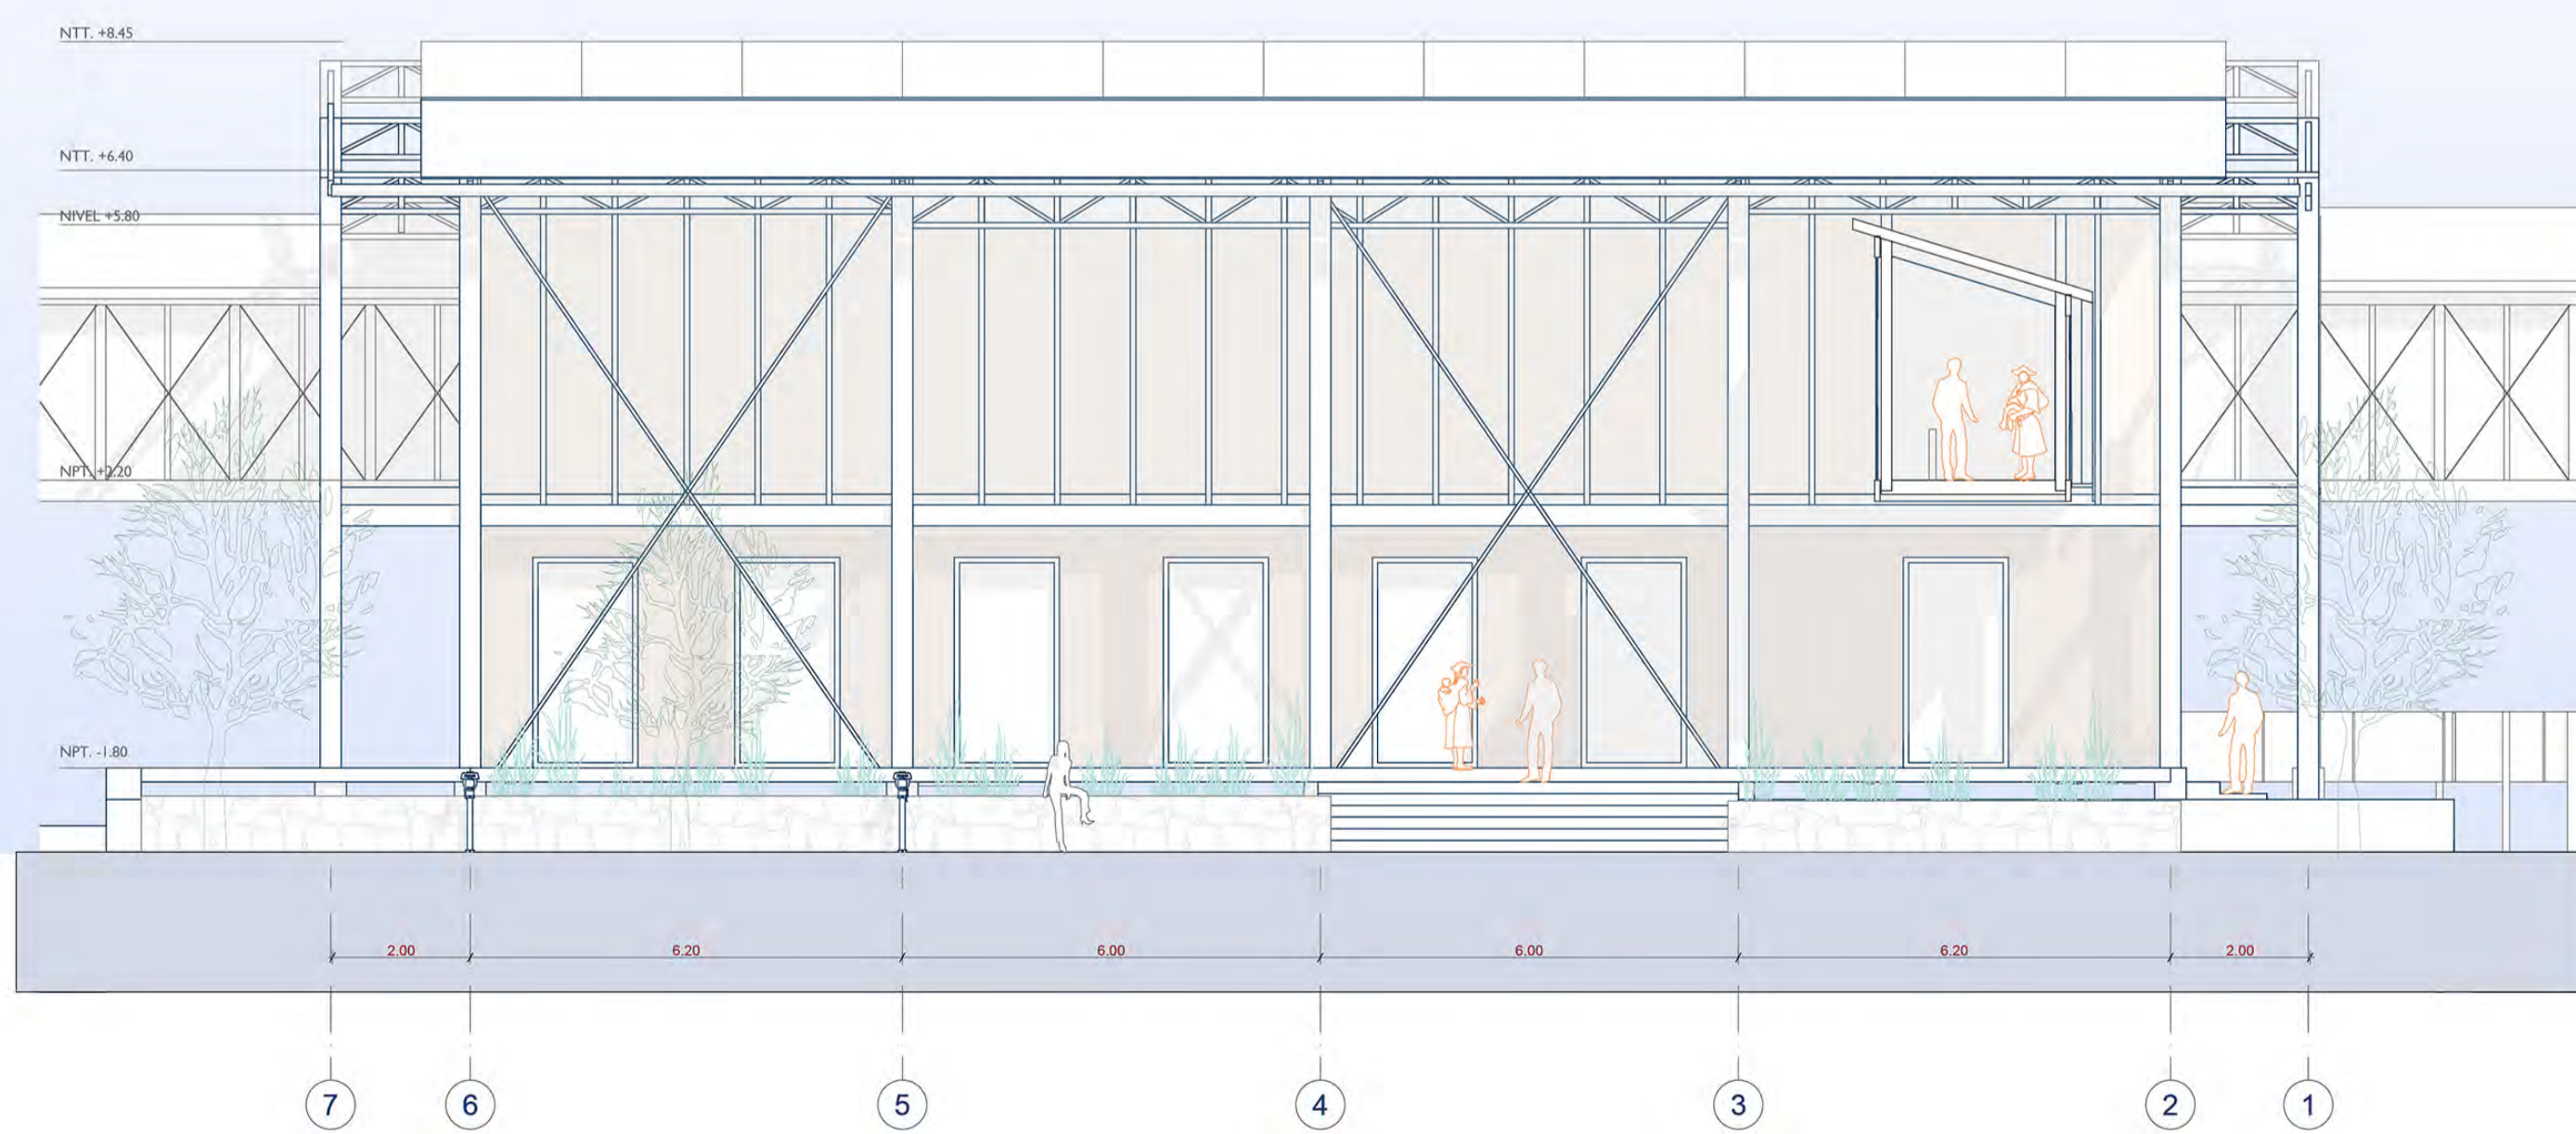 NTT. +8.45
NTT. +6.40
NIVEL +5.80
NPT. +2.20
NPT. -1.80
2.00 6.20 6.00 6.00 6.20 2.00
7 6 5 4 3 2 1